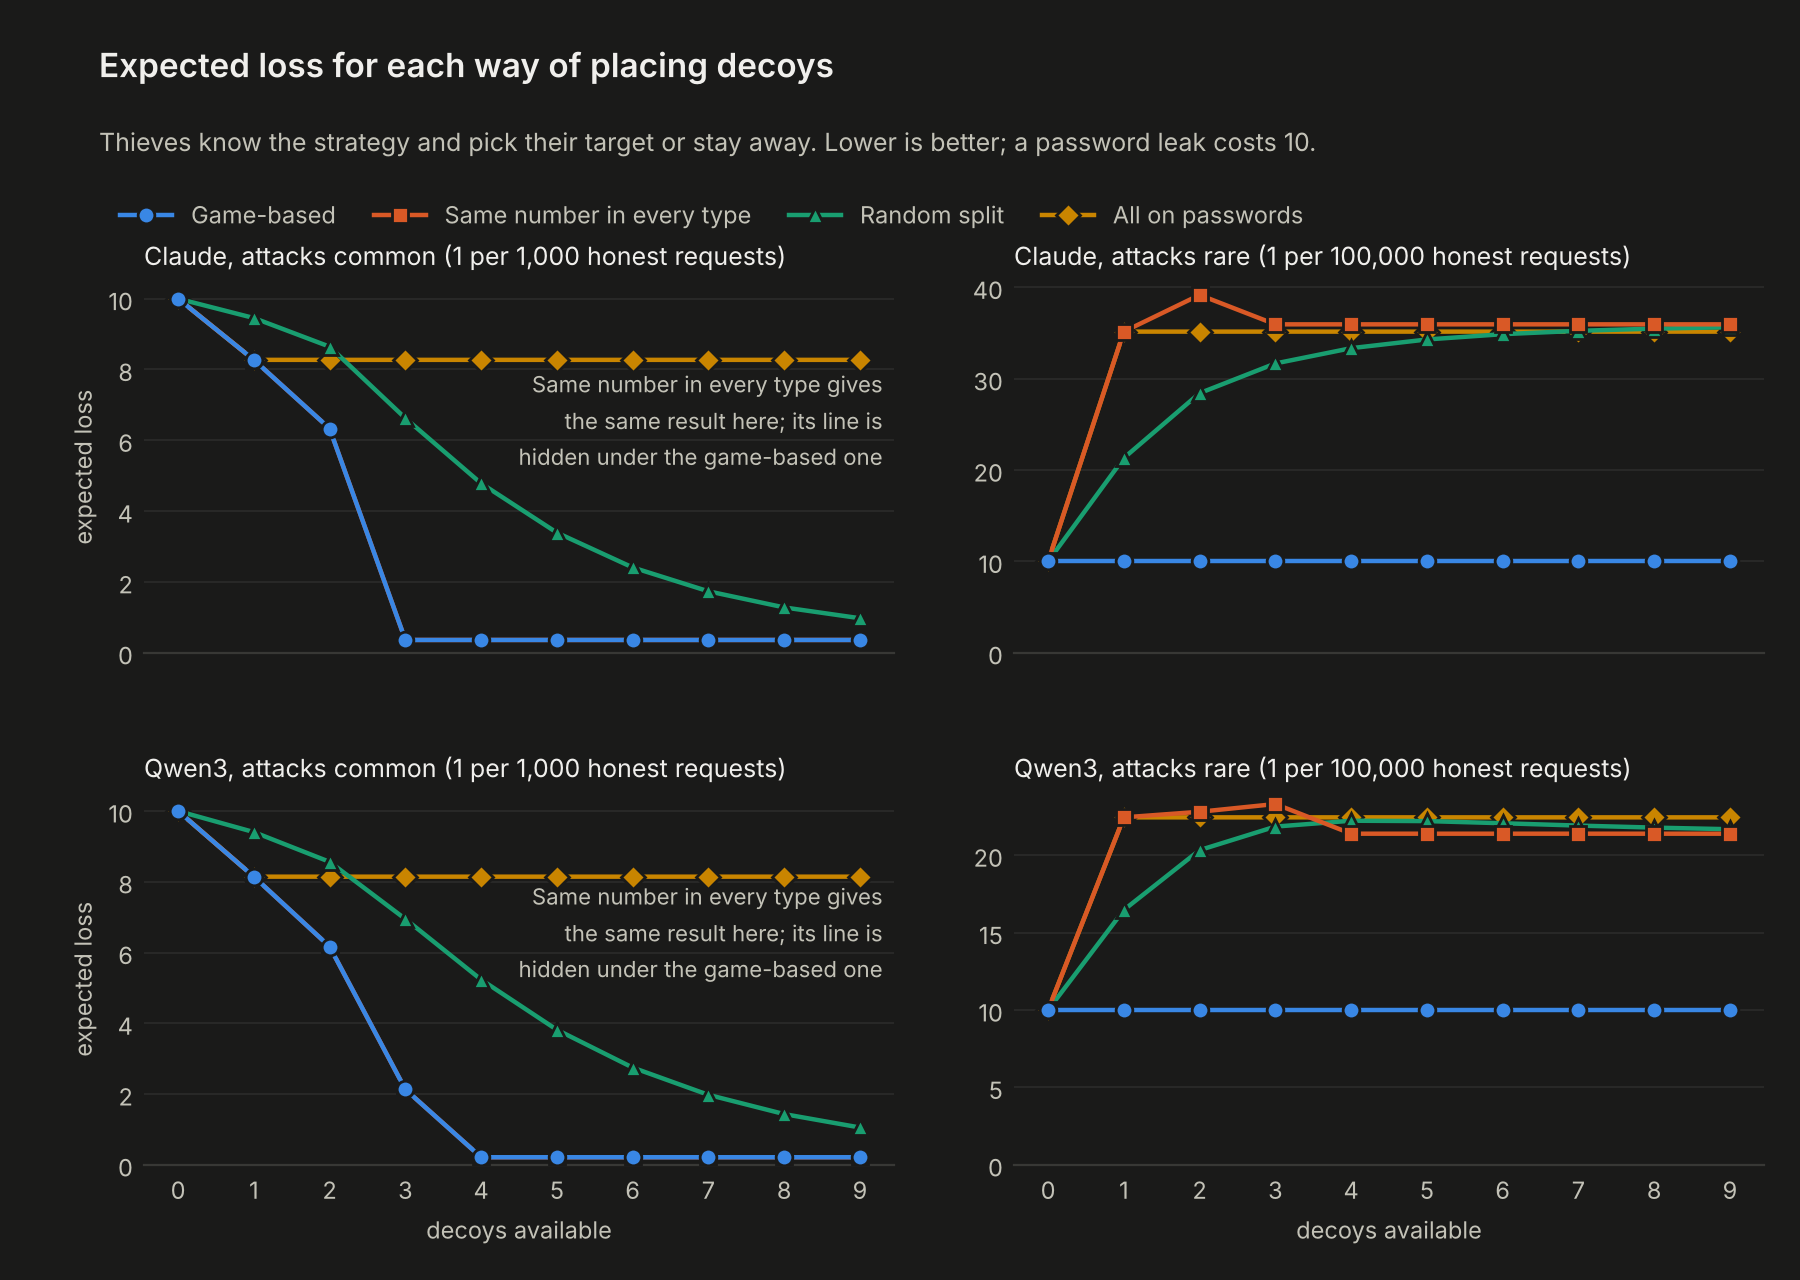 Expected loss for each way of placing decoys
Thieves know the strategy and pick their target or stay away. Lower is better; a password leak costs 10.
Game-based Same number in every type Random split All on passwords
Claude, attacks common (1 per 1,000 honest requests)
10
8
6
4
2
0
expected loss
Same number in every type gives
the same result here; its line is
hidden under the game-based one
Claude, attacks rare (1 per 100,000 honest requests)
40
30
20
10
0
Qwen3, attacks common (1 per 1,000 honest requests)
10
8
6
4
2
0
expected loss
Same number in every type gives
the same result here; its line is
hidden under the game-based one
0 1 2 3 4 5 6 7 8 9
decoys available
Qwen3, attacks rare (1 per 100,000 honest requests)
20
15
10
5
0
0 1 2 3 4 5 6 7 8 9
decoys available